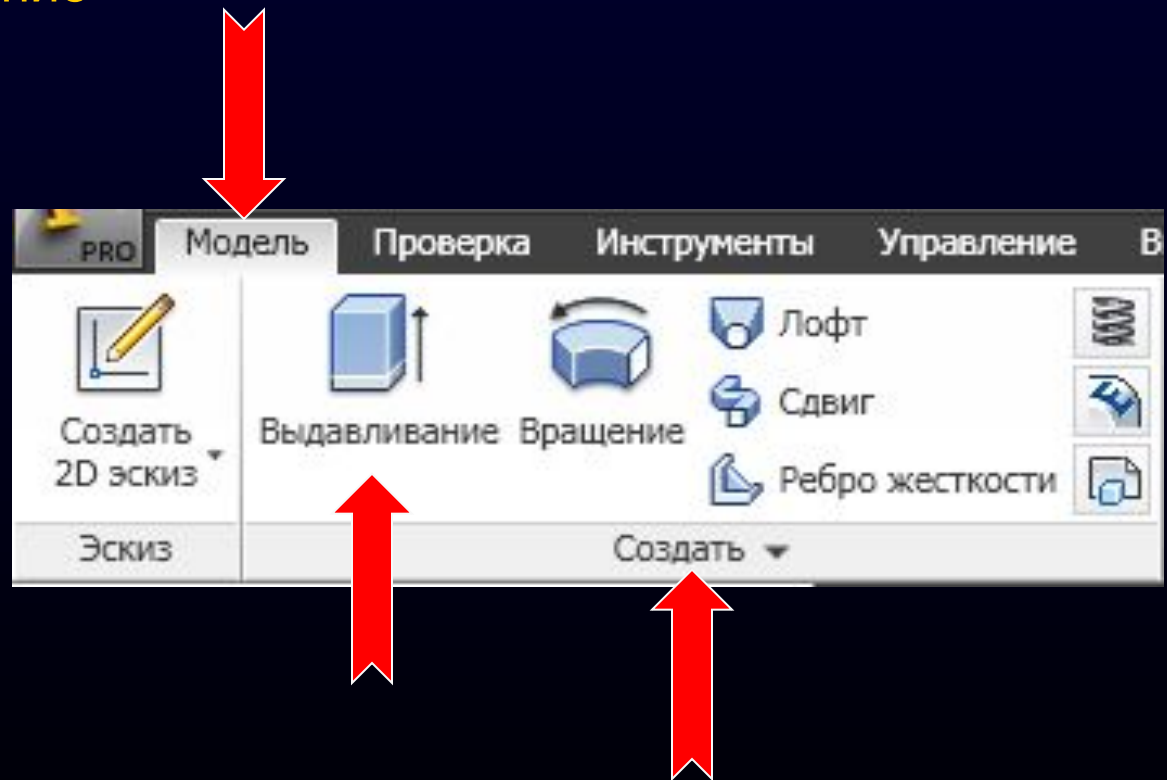 PRO Модель Проверка Инструменты Управление
Лофт
Сдвиг
Создать
2D эскиз
Выдавливание Вращение
Ребро жесткости
Эскиз Создать